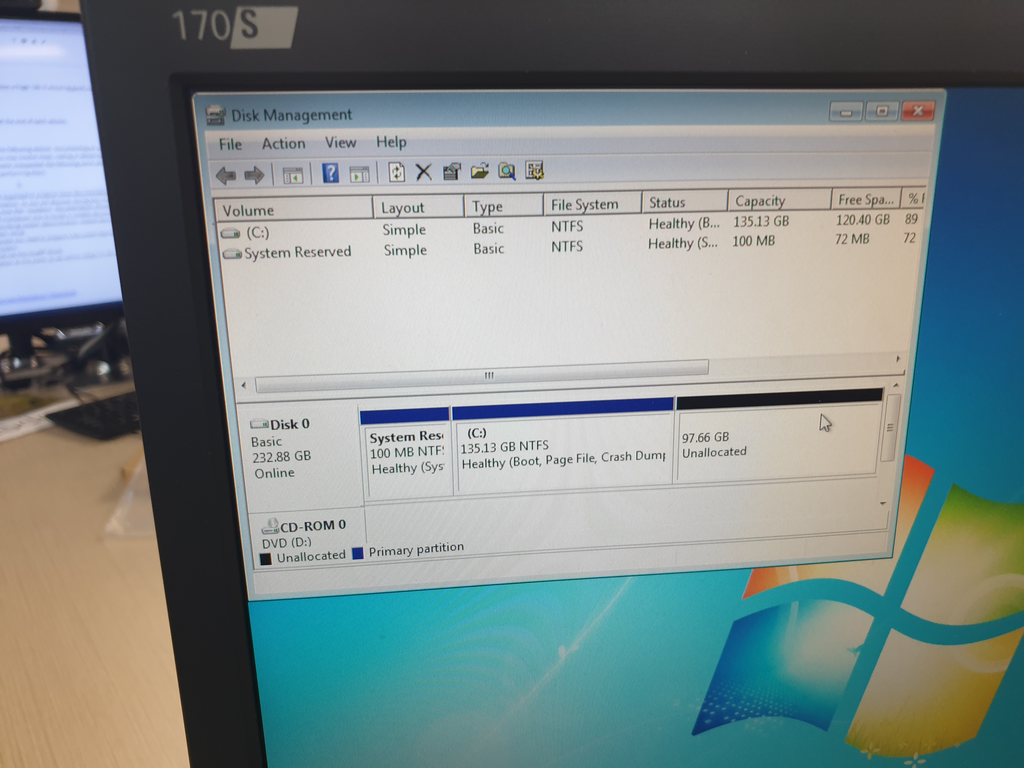 170S
Disk Management
File Action View Help
Volume Layout Type File System Status Capacity Free Spa... %
(C:) Simple Basic NTFS Healthy (B... 135.13 GB 120.40 GB 89
System Reserved Simple Basic NTFS Healthy (S... 100 MB 72 MB 72
Disk 0
Basic
232.88 GB
Online
System Res
100 MB NTF
Healthy (Sys
(C:)
135.13 GB NTFS
Healthy (Boot, Page File, Crash Dump
97.66 GB
Unallocated
CD-ROM 0
DVD (D:)
Unallocated Primary partition